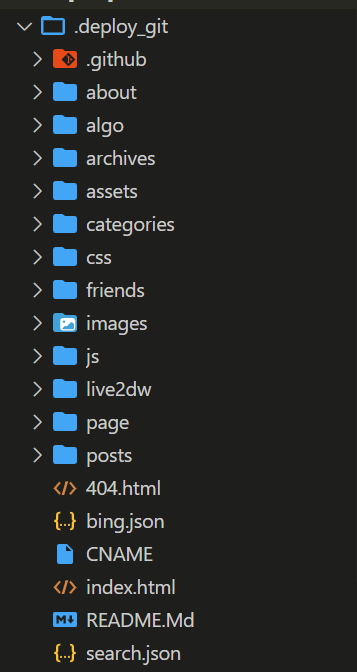 .deploy_git
.github
about
algo
archives
assets
categories
css
friends
images
js
live2dw
page
posts
404.html
bing.json
CNAME
index.html
README.Md
search.json